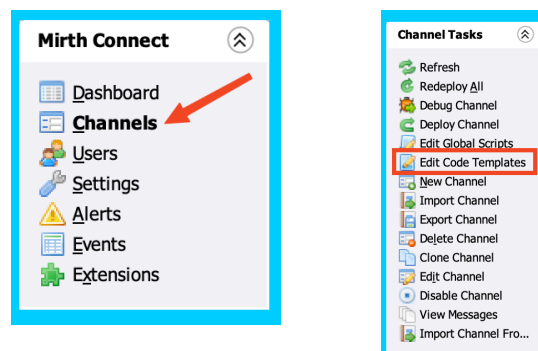 Mirth Connect
Dashboard
Channels
Users
Settings
Alerts
Events
Extensions
Channel Tasks
Refresh
Redeploy All
Debug Channel
Deploy Channel
Edit Global Scripts
Edit Code Templates
New Channel
Import Channel
Export Channel
Delete Channel
Clone Channel
Edit Channel
Disable Channel
View Messages
Import Channel Fro...